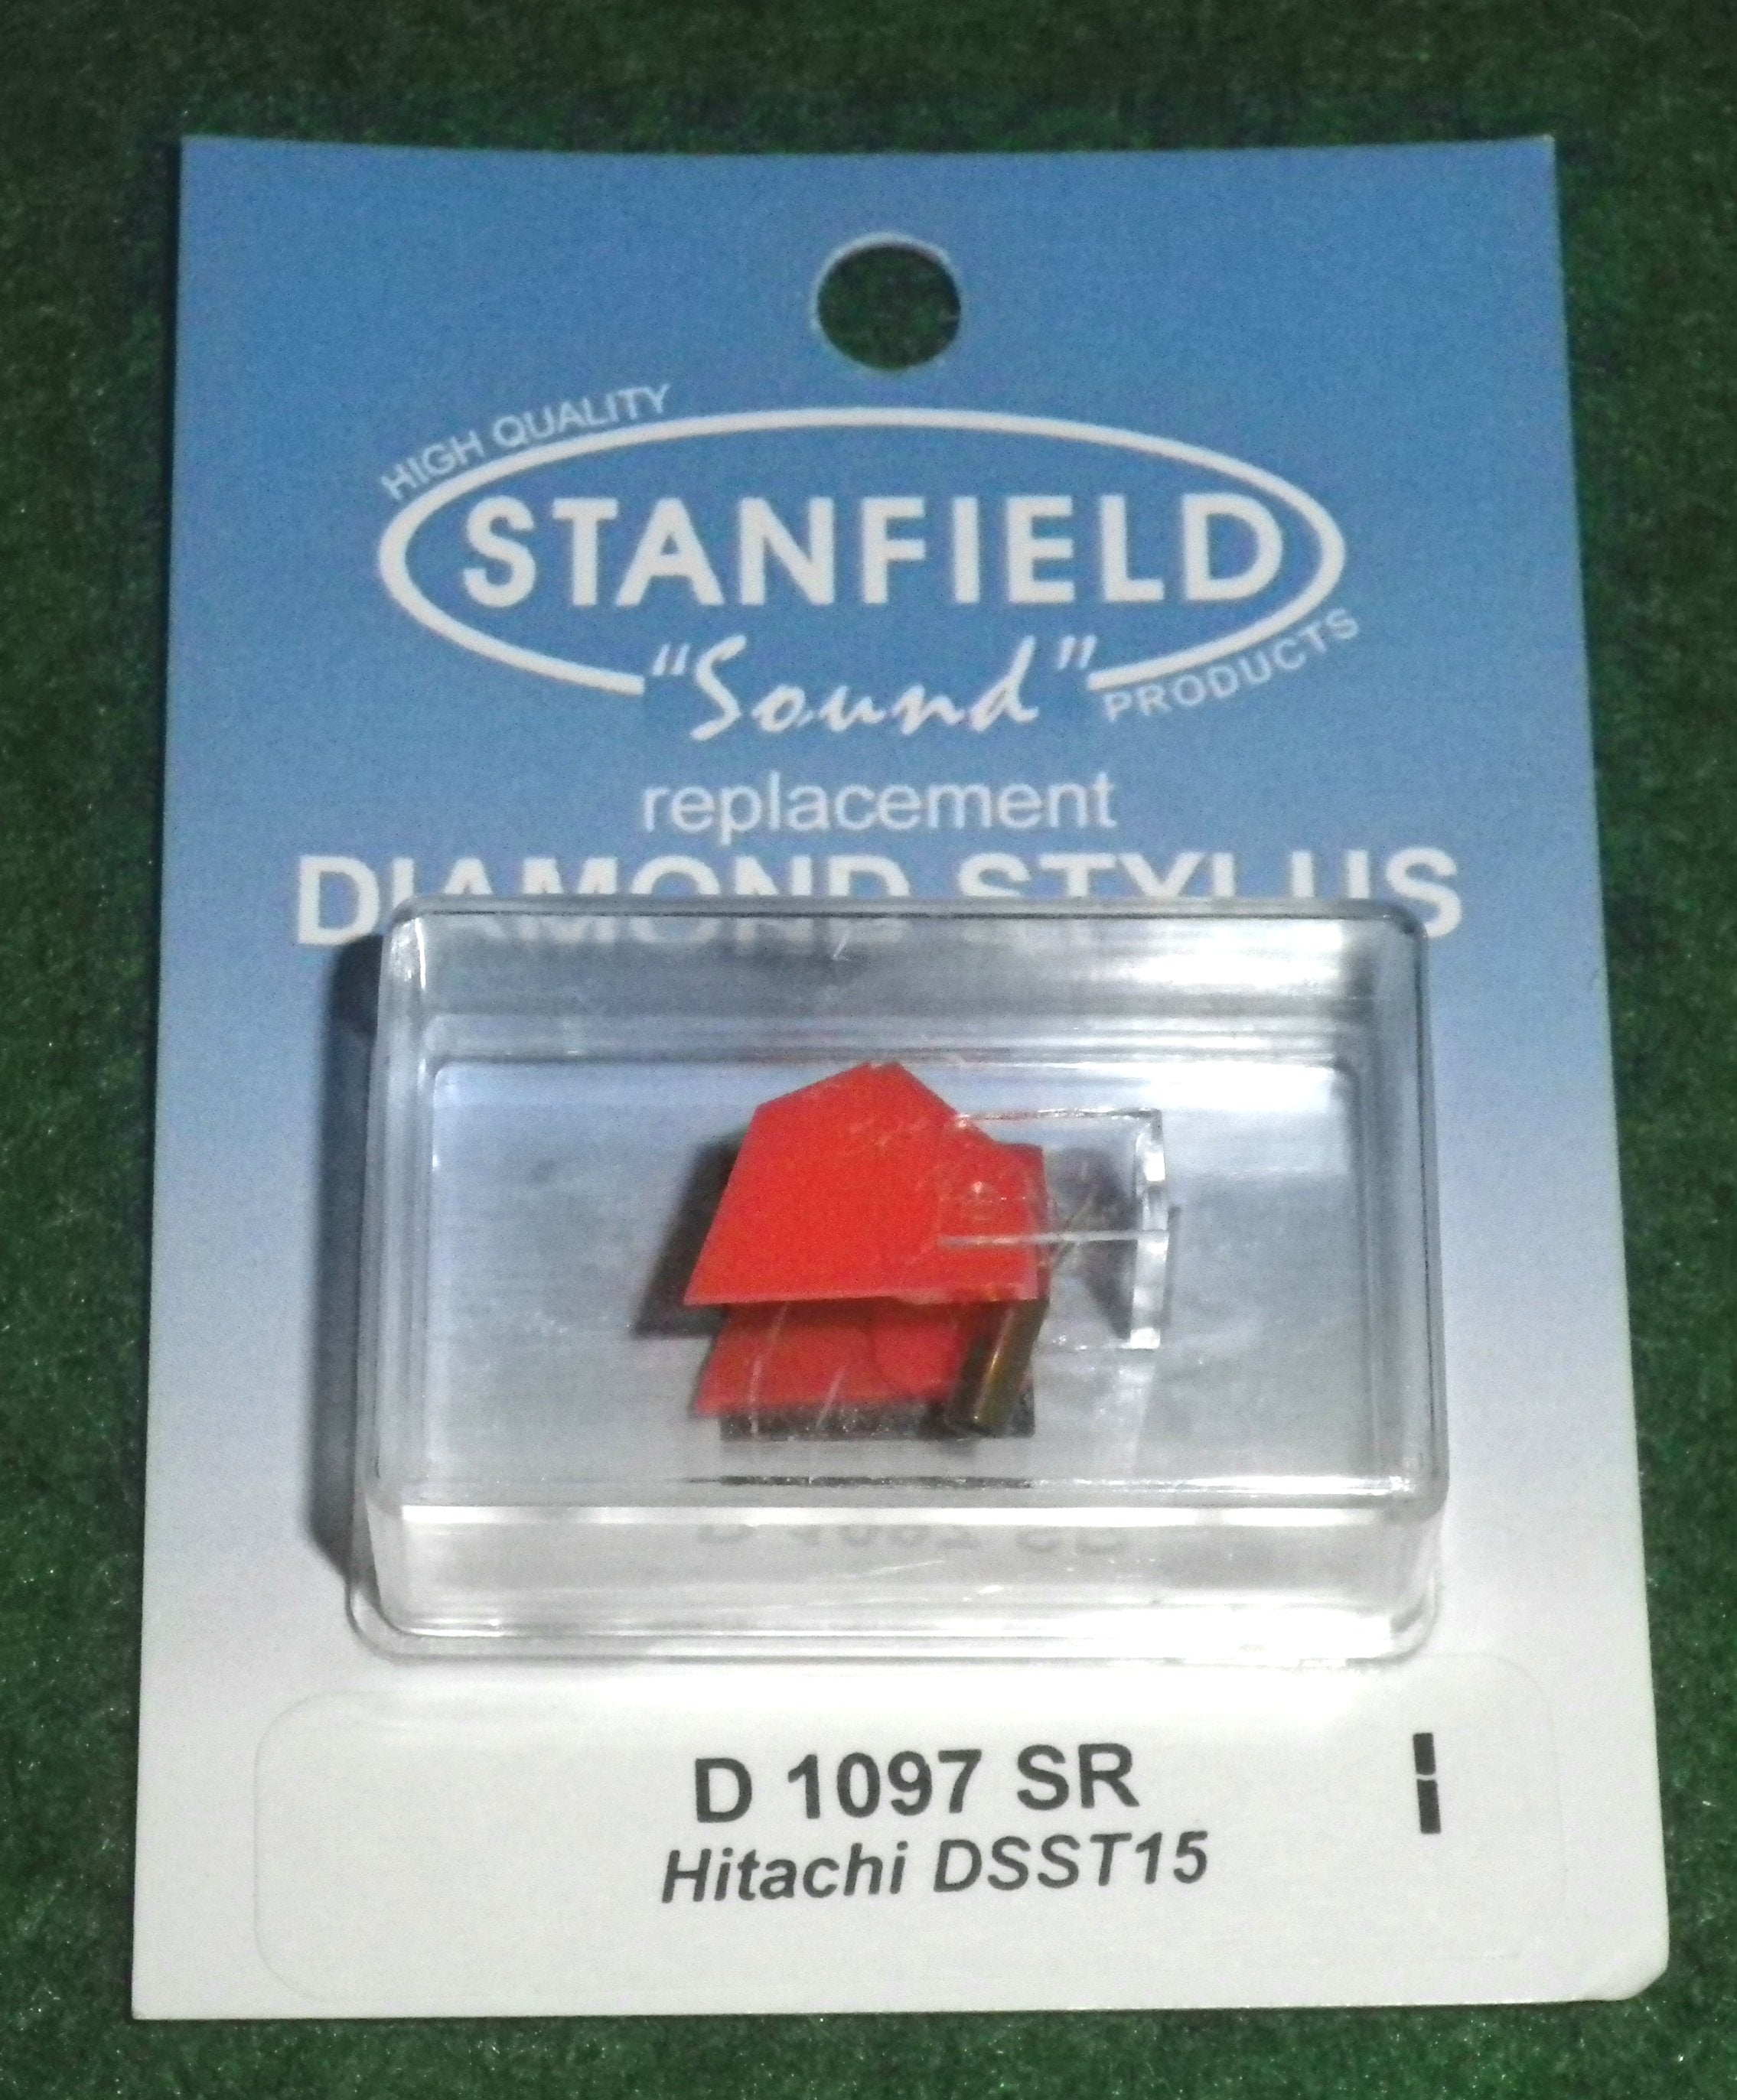 HIGH QUALITY
STANFIELD
"Sound"
PRODUCTS
replacement
DIAMOND STYLUS
D 1097 SR
Hitachi DSST15